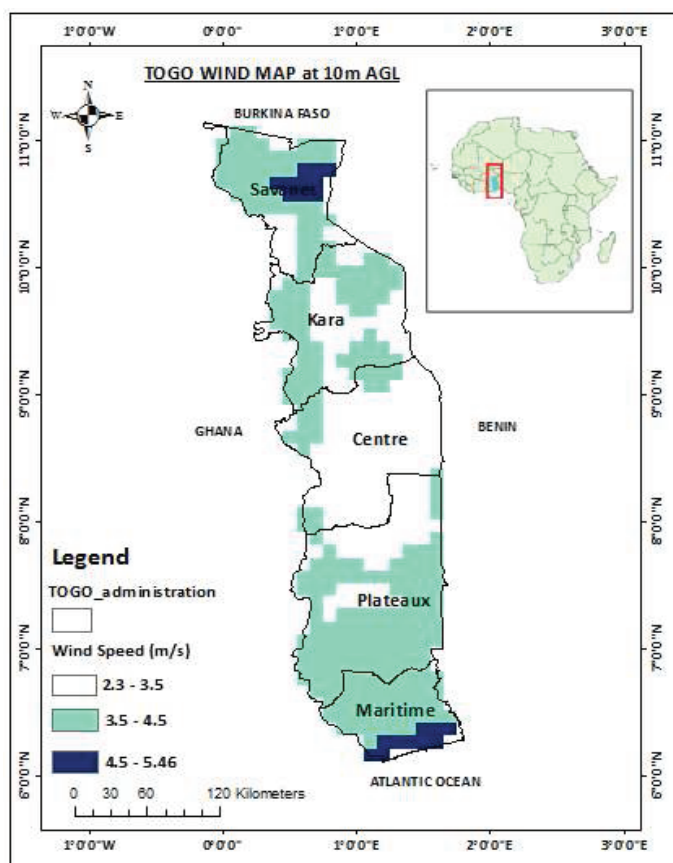 1°0'0"W 0°0'0" 1°0'0"E 2°0'0"E 3°0'0"E
TOGO WIND MAP at 10m AGL
N
W E
S
BURKINA FASO
11°0'0"N 11°0'0"N
Savanes
10°0'0"N 10°0'0"N
Kara
9°0'0"N 9°0'0"N
GHANA Centre BENIN
8°0'0"N 8°0'0"N
Legend
TOGO_administration
Plateaux
Wind Speed (m/s)
7°0'0"N 7°0'0"N
2.3 - 3.5
3.5 - 4.5
Maritime
4.5 - 5.46
6°0'0"N 6°0'0"N
ATLANTIC OCEAN
0 30 60 120 Kilometers
1°0'0"W 0°0'0" 1°0'0"E 2°0'0"E 3°0'0"E